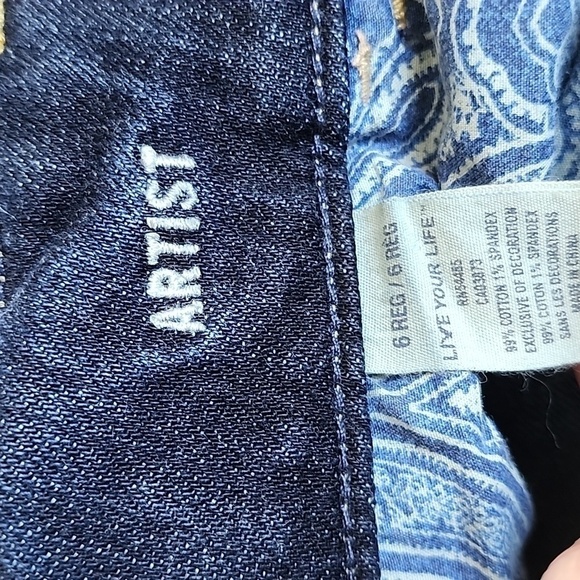 ARTIST
6 REG / 6 REG
LIVE YOUR LIFE™
RN54485
CA03873
99% COTTON 1% SPANDEX
EXCLUSIVE OF DECORATION
99% COTON 1% SPANDEX
SANS LES DECORATIONS
MADE IN CHINA